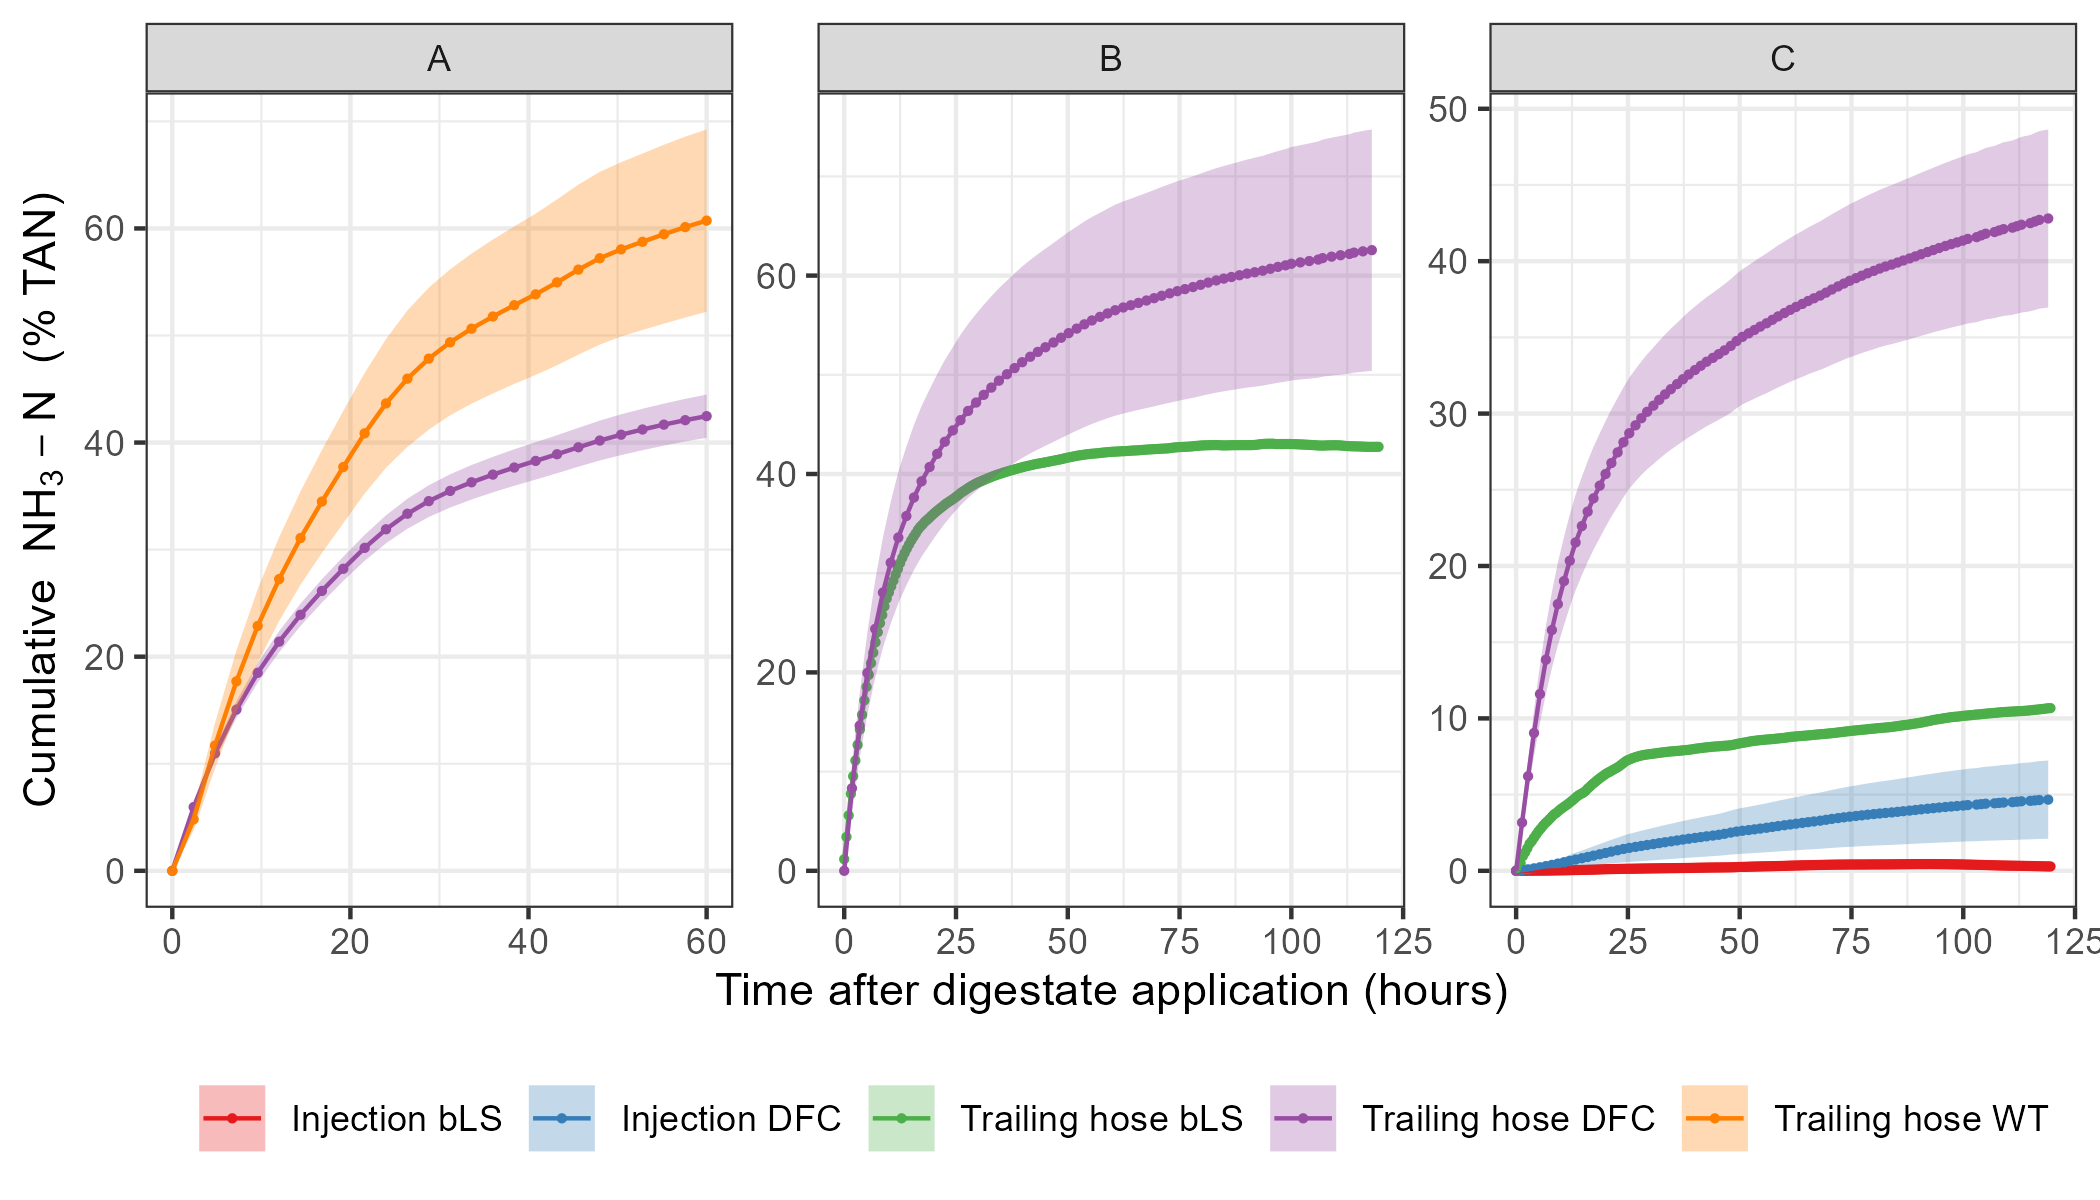 A
B
C
Cumulative NH₃ – N (% TAN)
60
40
20
0
60
40
20
0
50
40
30
20
10
0
0 20 40 60
0 25 50 75 100 125
0 25 50 75 100 125
Time after digestate application (hours)
Injection bLS
Injection DFC
Trailing hose bLS
Trailing hose DFC
Trailing hose WT